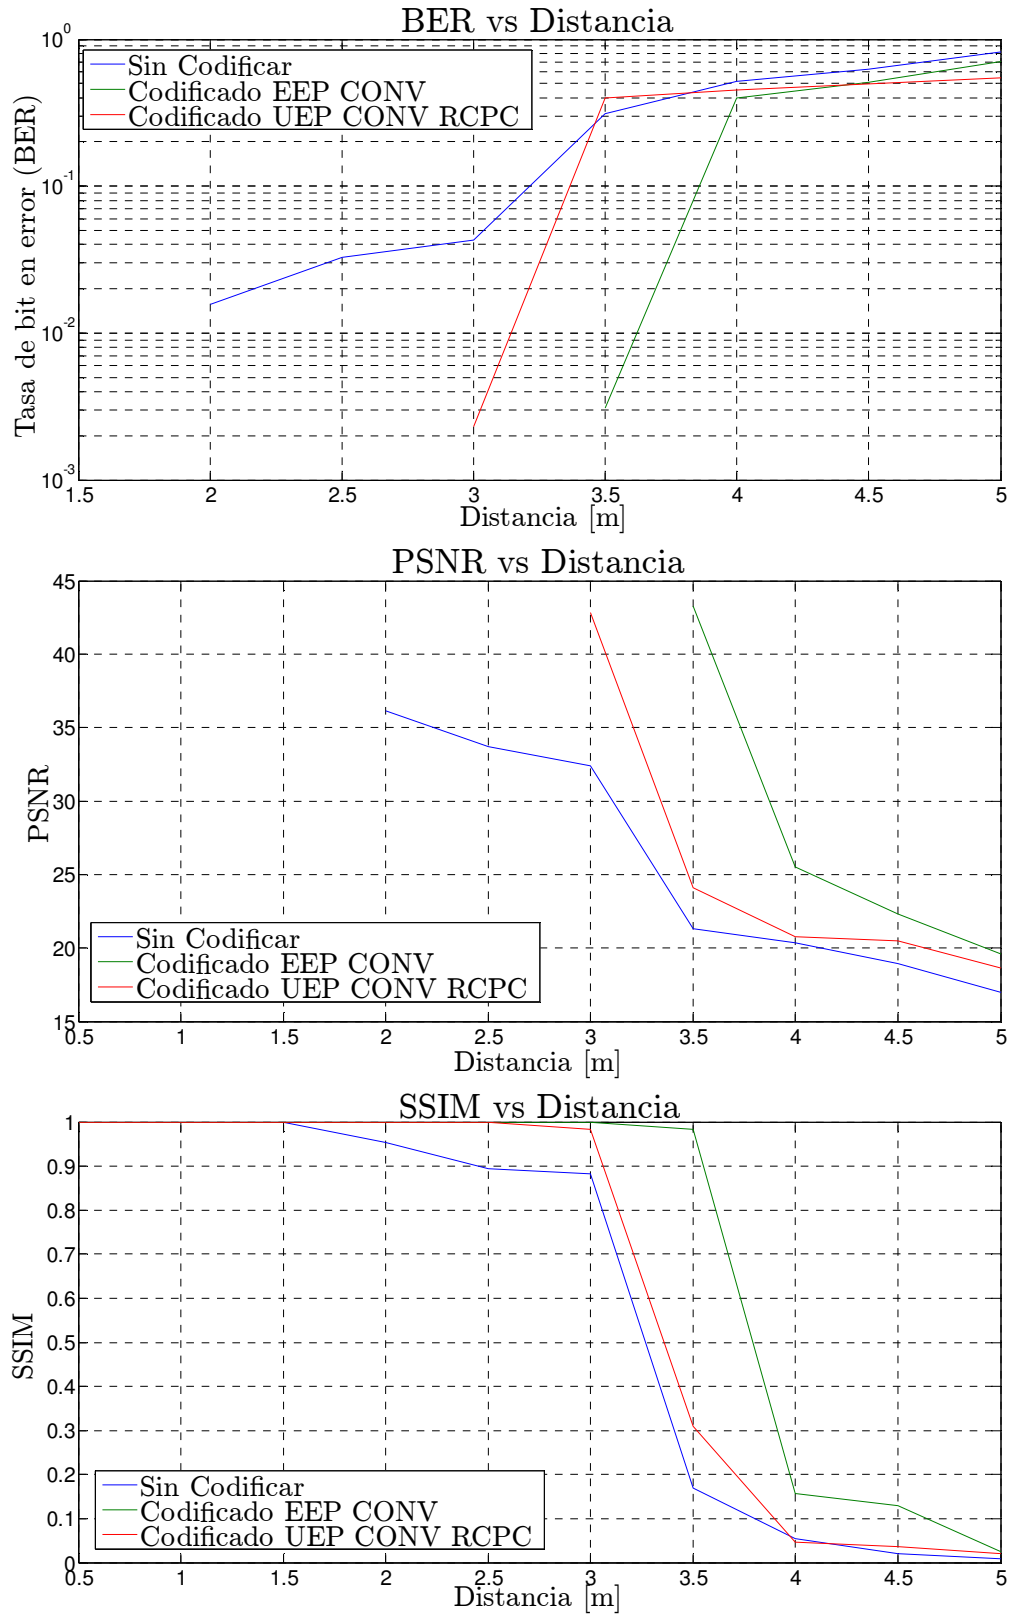 BER vs Distancia
10^0
10^-1
10^-2
10^-3
Tasa de bit en error (BER)
Sin Codificar
Codificado EEP CONV
Codificado UEP CONV RCPC
1.5 2 2.5 3 3.5 4 4.5 5
Distancia [m]
PSNR vs Distancia
45
40
35
30
25
20
15
PSNR
Sin Codificar
Codificado EEP CONV
Codificado UEP CONV RCPC
0.5 1 1.5 2 2.5 3 3.5 4 4.5 5
Distancia [m]
SSIM vs Distancia
1
0.9
0.8
0.7
0.6
0.5
0.4
0.3
0.2
0.1
0
SSIM
Sin Codificar
Codificado EEP CONV
Codificado UEP CONV RCPC
0.5 1 1.5 2 2.5 3 3.5 4 4.5 5
Distancia [m]